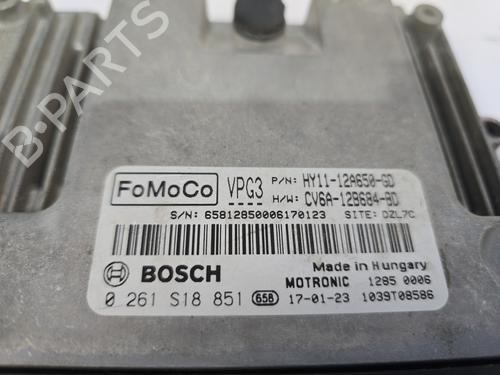 B-PARTS
FoMoCo VPG3 P/N: HY11-12A650-GD
H/W: CV6A-12B684-BD
S/N: 65812850006170123 SITE: DZL7C
BOSCH Made in Hungary
MOTRONIC 1285 0006
0 261 S18 851 658 17-01-23 1039T08586